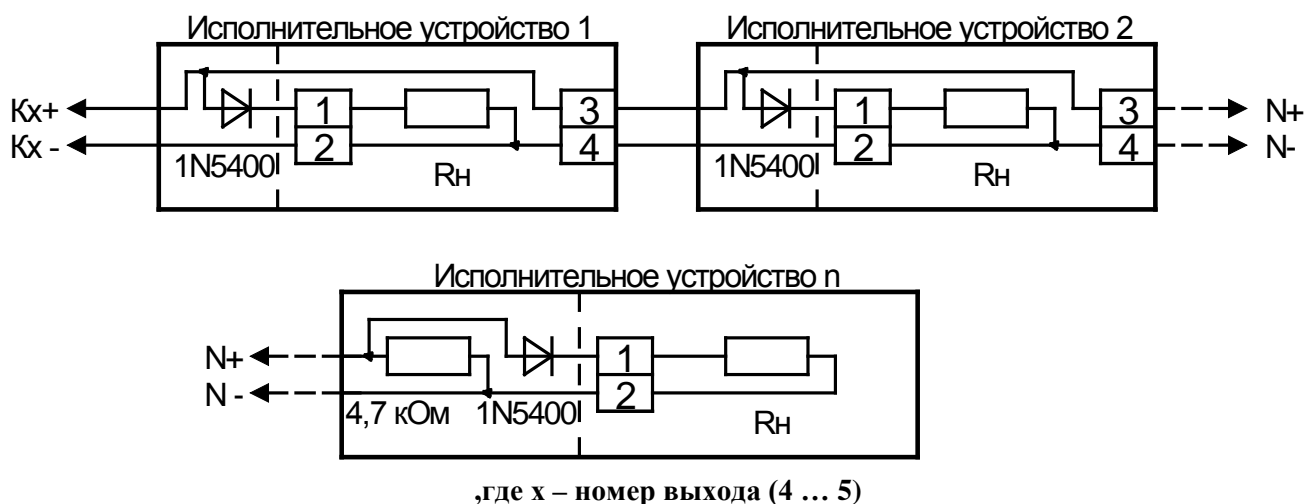 Исполнительное устройство 1 Исполнительное устройство 2
Кх+ 1 3 1 3 N+
Кх - 2 4 2 4 N-
1N5400 Rн 1N5400 Rн
Исполнительное устройство n
N+ 1
N - 2
4,7 кОм 1N5400 Rн
,где х – номер выхода (4 … 5)